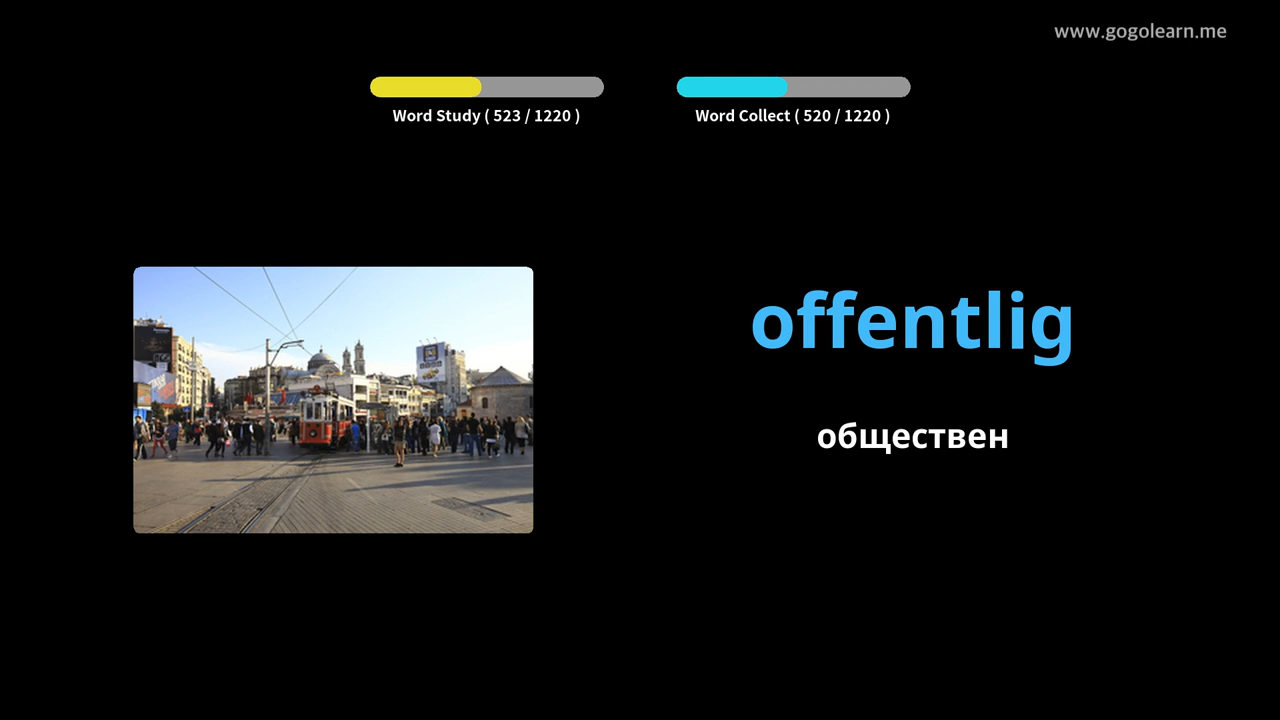 www.gogolearn.me
Word Study ( 523 / 1220 )
Word Collect ( 520 / 1220 )
offentlig
обществен